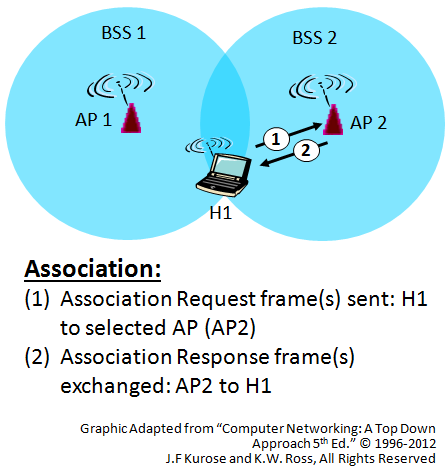 BSS 1
BSS 2
AP 1
AP 2
1
2
H1
Association:
(1) Association Request frame(s) sent: H1
to selected AP (AP2)
(2) Association Response frame(s)
exchanged: AP2 to H1
Graphic Adapted from “Computer Networking: A Top Down
Approach 5th Ed.” © 1996-2012
J.F Kurose and K.W. Ross, All Rights Reserved